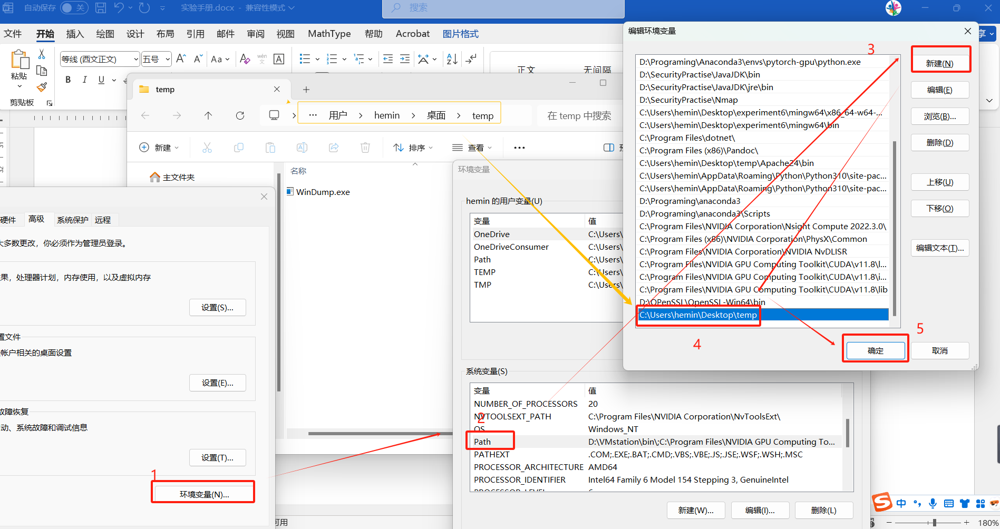 自动保存 关 实验手册.docx - 兼容性模式 搜索
文件 开始 插入 绘图 设计 布局 引用 邮件 审阅 视图 MathType 帮助 Acrobat 图片格式 享
粘贴
剪贴板
等线 (西文正文) 五号 A A Aa A wén 文 A
B I U
正文 无间隔
temp
… 用户 > hemin > 桌面 > temp
在 temp 中搜索
新建 排序 查看 •••
主文件夹
名称
WinDump.exe
硬件 高级 系统保护 远程
大多数更改，你必须作为管理员登录。
果，处理器计划，内存使用，以及虚拟内存
设置(S)...
置文件
帐户相关的桌面设置
设置(E)...
故障恢复
动、系统故障和调试信息
设置(T)...
1
环境变量(N)...
可用
环境变量
hemin 的用户变量(U)
变量 值
OneDrive C:\Users\
OneDriveConsumer C:\Users\
Path C:\Users\
TEMP C:\Users\
TMP C:\Users\
系统变量(S)
变量 值
NUMBER_OF_PROCESSORS 20
NVTOOLSEXT_PATH C:\Program Files\NVIDIA Corporation\NvToolsExt\
2
OS Windows_NT
Path D:\VMstation\bin\;C:\Program Files\NVIDIA GPU Computing To...
PATHEXT .COM;.EXE;.BAT;.CMD;.VBS;.VBE;.JS;.JSE;.WSF;.WSH;.MSC
PROCESSOR_ARCHITECTURE AMD64
PROCESSOR_IDENTIFIER Intel64 Family 6 Model 154 Stepping 3, GenuineIntel
PROCESSOR_LEVEL 6
新建(W)... 编辑(I)... 删除(L)
编辑环境变量
3
D:\Programing\Anaconda3\envs\pytorch-gpu\python.exe
D:\SecurityPractise\JavaJDK\bin
D:\SecurityPractise\JavaJDK\jre\bin
D:\SecurityPractise\Nmap
C:\Users\hemin\Desktop\experiment6\mingw64\x86_64-w64-...
C:\Users\hemin\Desktop\experiment6\mingw64\bin
C:\Program Files\dotnet\
C:\Program Files (x86)\Pandoc\
C:\Users\hemin\Desktop\temp\Apache24\bin
C:\Users\hemin\AppData\Roaming\Python\Python310\site-pac...
C:\Users\hemin\AppData\Roaming\Python\Python310\site-pac...
D:\Programing\anaconda3
D:\Programing\anaconda3\Scripts
C:\Program Files\NVIDIA Corporation\Nsight Compute 2022.3.0\
C:\Program Files (x86)\NVIDIA Corporation\PhysX\Common
C:\Program Files\NVIDIA Corporation\NVIDIA NvDLISR
C:\Program Files\NVIDIA GPU Computing Toolkit\CUDA\v11.8\l...
C:\Program Files\NVIDIA GPU Computing Toolkit\CUDA\v11.8\i...
C:\Program Files\NVIDIA GPU Computing Toolkit\CUDA\v11.8\lib
D:\OPenSSL\OpenSSL-Win64\bin
C:\Users\hemin\Desktop\temp
新建(N)
编辑(E)
浏览(B)...
删除(D)
上移(U)
下移(O)
编辑文本(T)...
4
5
确定 取消
中
180%